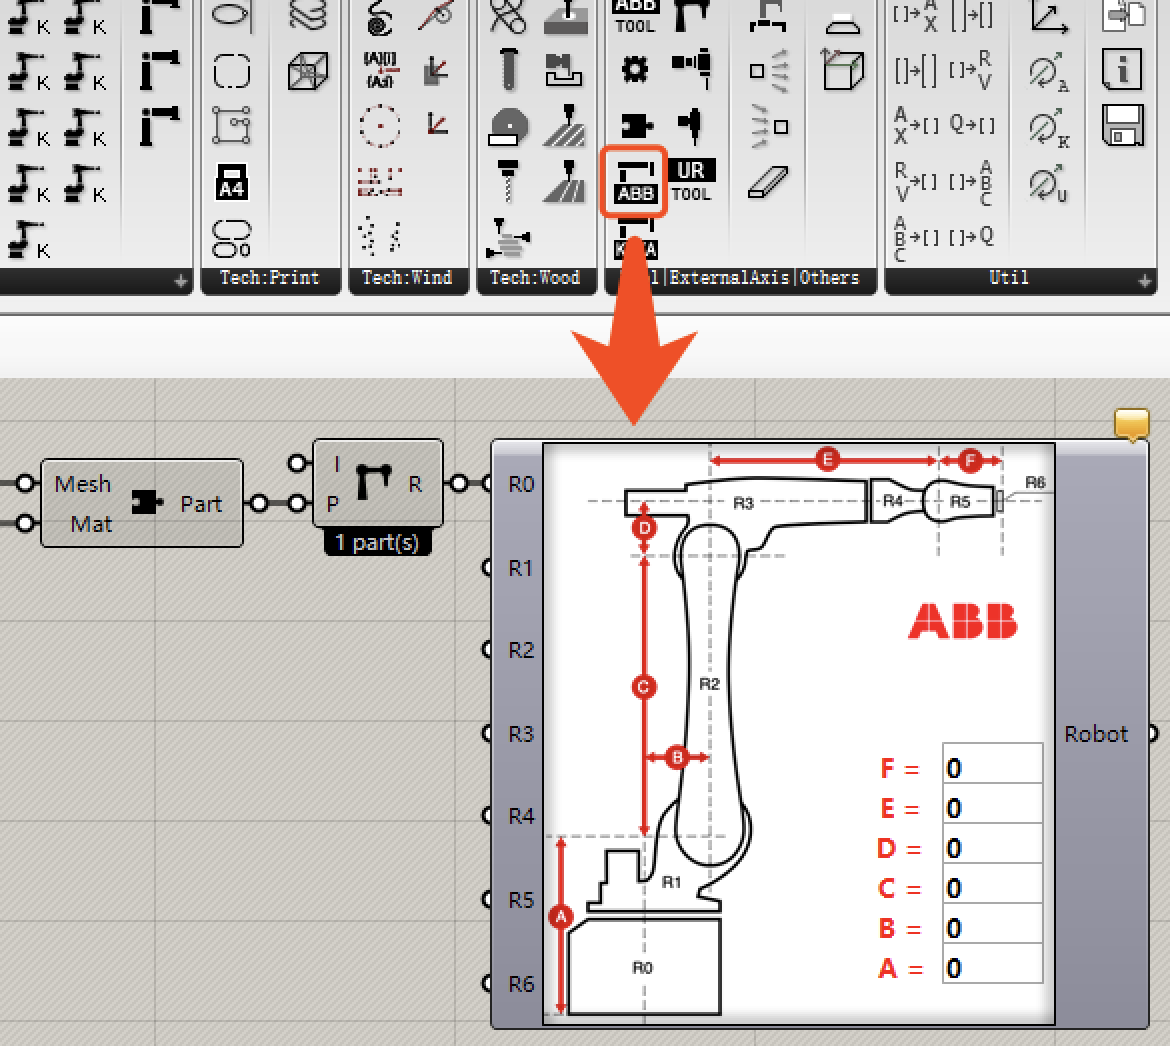 K K
K K
K K
K K
K
A4
[A](i)
(Ai)
ABB
TOOL
ABB
UR
TOOL
[]→A
X
[]→[]
[]→[]
[]→R
V
A
X→[]
Q→[]
R
V→[]
[]→A
B
C
A
B
C→[]
[]→Q
A
K
U
i
Tech:Print
Tech:Wind
Tech:Wood
l|ExternalAxis|Others
Util
Mesh
Mat
Part
I
P
R
1 part(s)
R0
R1
R2
R3
R4
R5
R6
E
F
R3
R4
R5
R6
D
C
R2
B
R1
A
R0
ABB
F = 0
E = 0
D = 0
C = 0
B = 0
A = 0
Robot